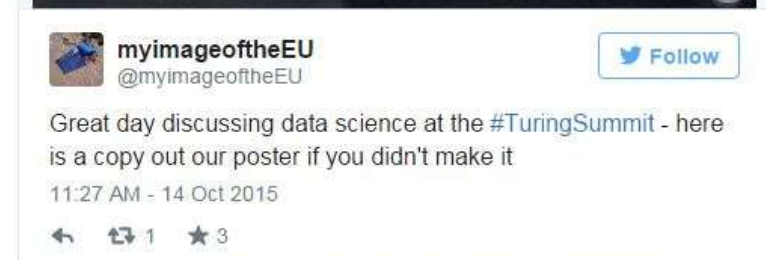 myimageoftheEU
@myimageoftheEU
Follow
Great day discussing data science at the #TuringSummit - here
is a copy out our poster if you didn't make it
11:27 AM - 14 Oct 2015
1 3